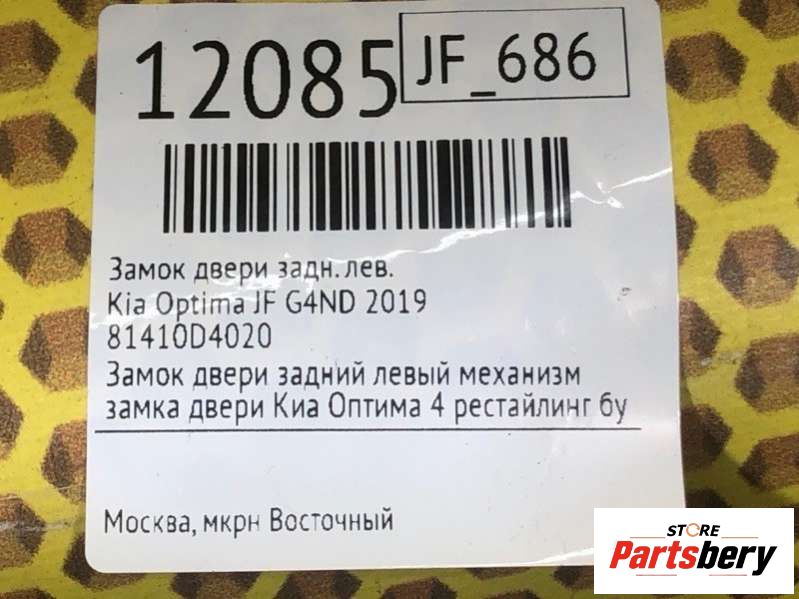 12085
JF_686
Замок двери задн. лев.
Kia Optima JF G4ND 2019
81410D4020
Замок двери задний левый механизм
замка двери Киа Оптима 4 рестайлинг бу
Москва, мкрн Восточный
STORE
Partsbery